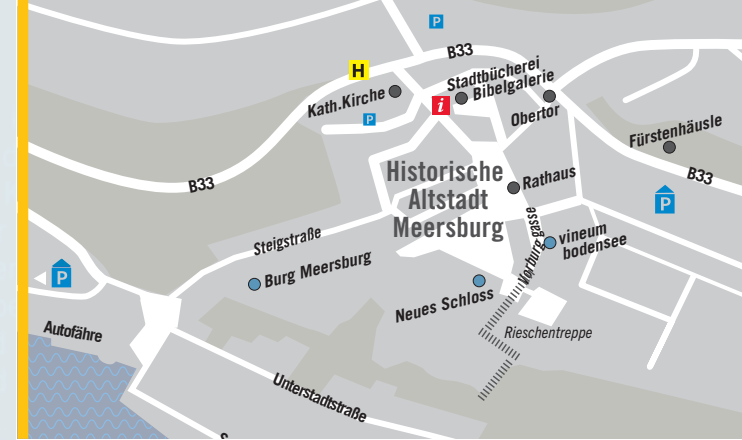 P
B33
H
Stadtbücherei
Bibelgalerie
Kath.Kirche
i
P
Obertor
Fürstenhäusle
Historische
Altstadt
Meersburg
Rathaus
B33
B33
P
Vorburggasse
vineum
bodensee
Steigstraße
Burg Meersburg
P
Neues Schloss
Autofähre
Rieschentreppe
Unterstadtstraße